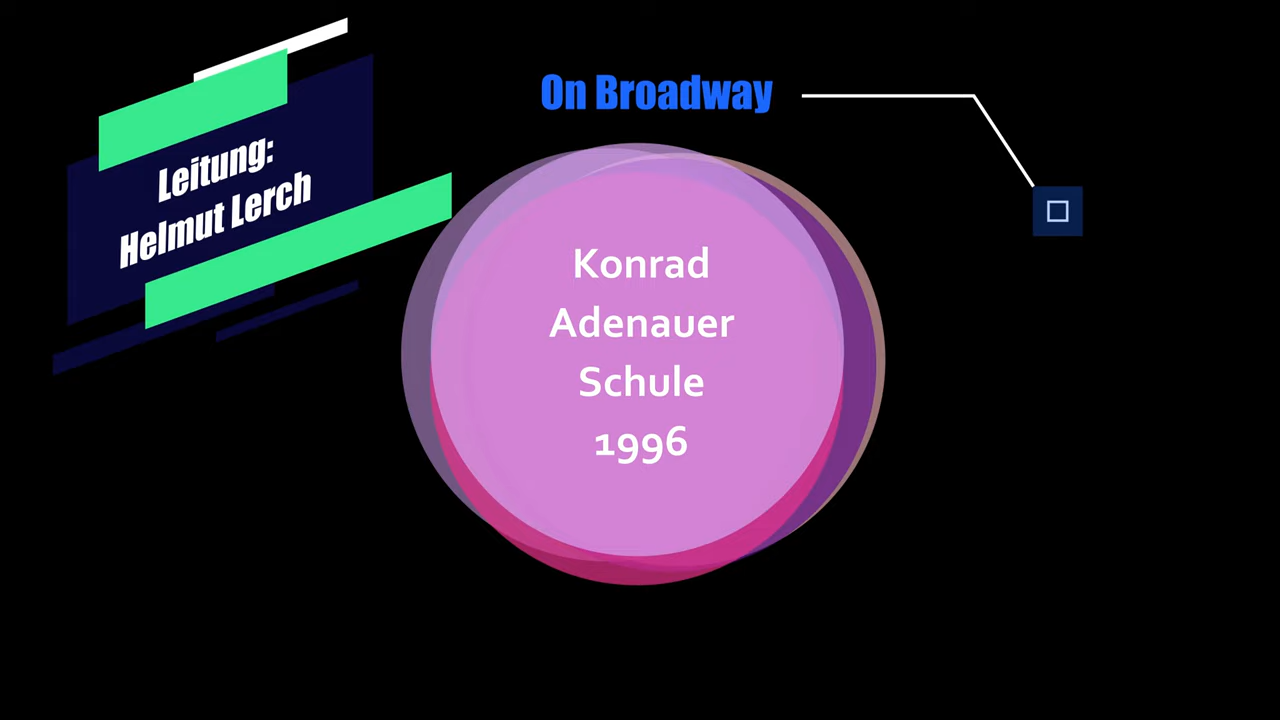 On Broadway
Leitung:
Helmut Lerch
Konrad
Adenauer
Schule
1996